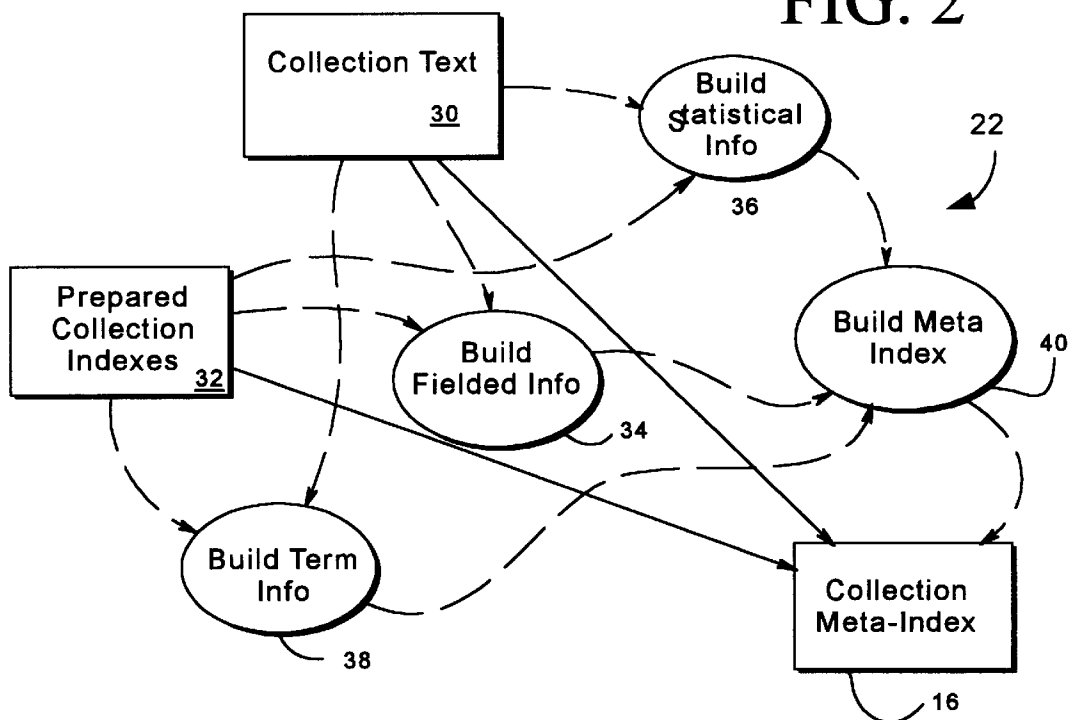 FIG. 2
Collection Text
30
Build
Statistical
Info
36
22
Prepared
Collection
Indexes
32
Build
Fielded Info
34
Build Meta
Index
40
Build Term
Info
38
Collection
Meta-Index
16